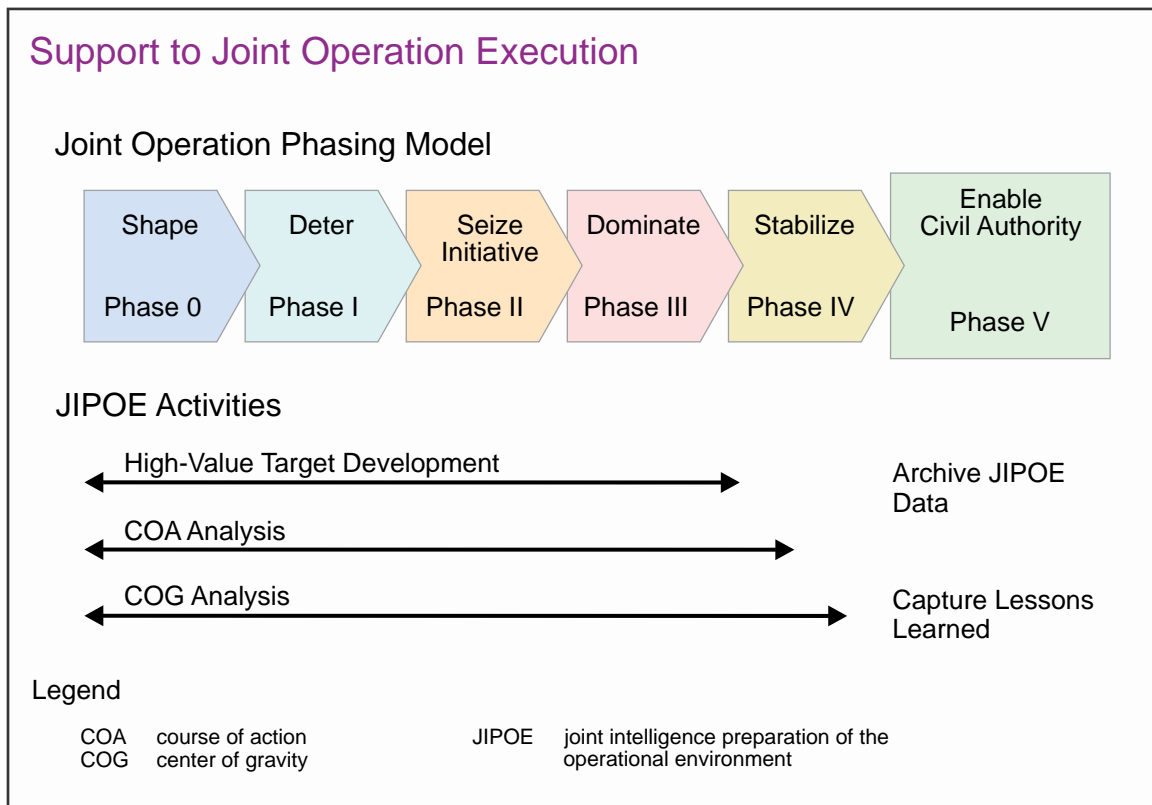 Support to Joint Operation Execution
Joint Operation Phasing Model
Shape
Phase 0
Deter
Phase I
Seize
Initiative
Phase II
Dominate
Phase III
Stabilize
Phase IV
Enable
Civil Authority
Phase V
JIPOE Activities
High-Value Target Development
COA Analysis
COG Analysis
Archive JIPOE
Data
Capture Lessons
Learned
Legend
COA course of action
COG center of gravity
JIPOE joint intelligence preparation of the
operational environment